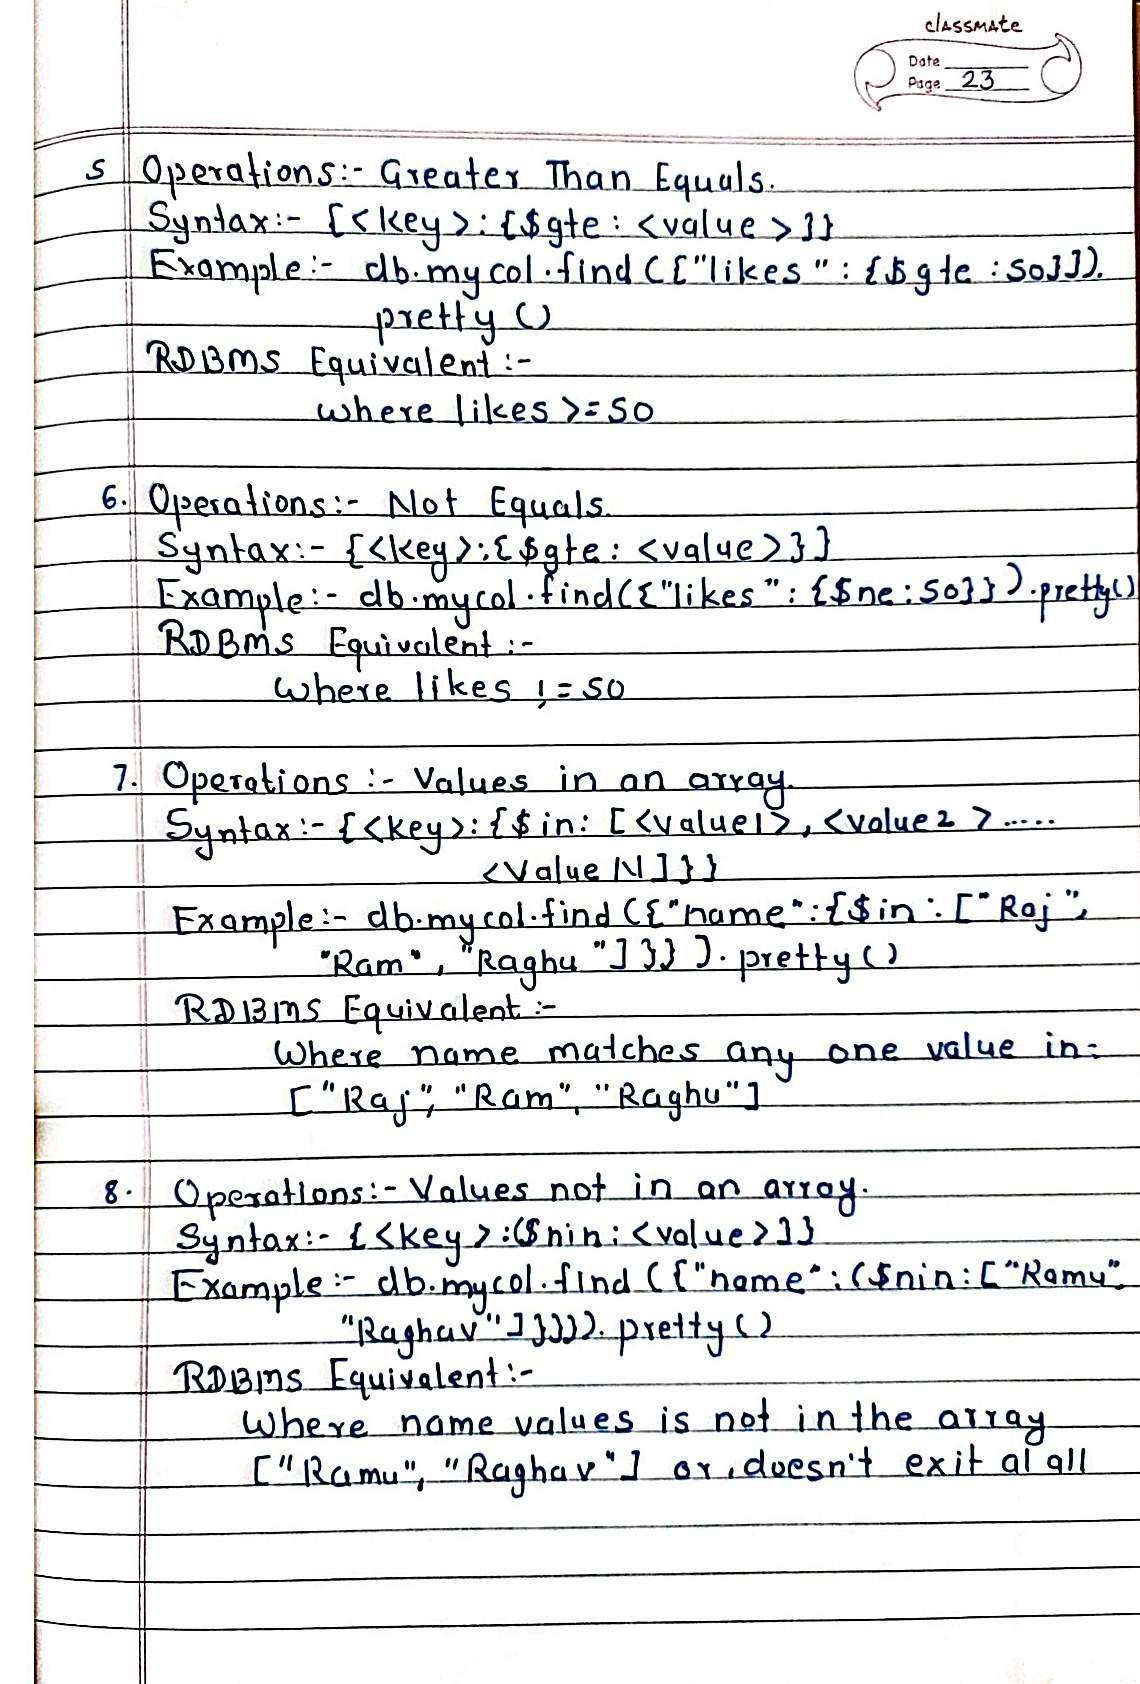 classmate
Date
Page 23
5 Operations:- Greater Than Equals.
Syntax:- {<key>:{$gte: <value>}}
Example:- db.mycol.find({"likes":{$gte:50}}).
pretty()
RDBMS Equivalent:-
where likes >= 50
6. Operations:- Not Equals.
Syntax:- {<key>:{$gte: <value>}}
Example:- db.mycol.find({"likes":{$ne:50}}).pretty()
RDBMS Equivalent:-
Where likes != 50
7. Operations:- Values in an array.
Syntax:- {<key>:{$in: [<value1>, <value2>.....
<Value N]}}
Example:- db.mycol.find({"name":{$in: ["Raj",
"Ram", "Raghu"]}}).pretty()
RDBMS Equivalent:-
Where name matches any one value in:
["Raj", "Ram", "Raghu"]
8. Operations:- Values not in an array.
Syntax:- {<key>:($nin:<value>]}
Example:- db.mycol.find({"name":($nin:["Ramu",
"Raghav"]}})).pretty()
RDBMS Equivalent:-
Where name values is not in the array
["Ramu", "Raghav"] or, doesn't exit at all